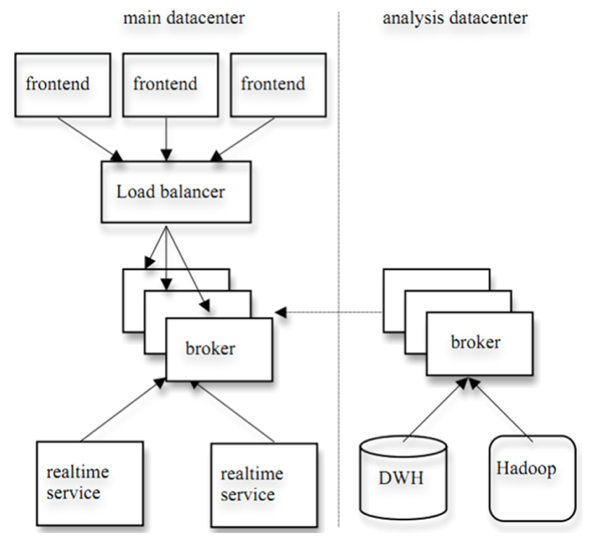 main datacenter
analysis datacenter
frontend
frontend
frontend
Load balancer
broker
broker
realtime
service
realtime
service
DWH
Hadoop